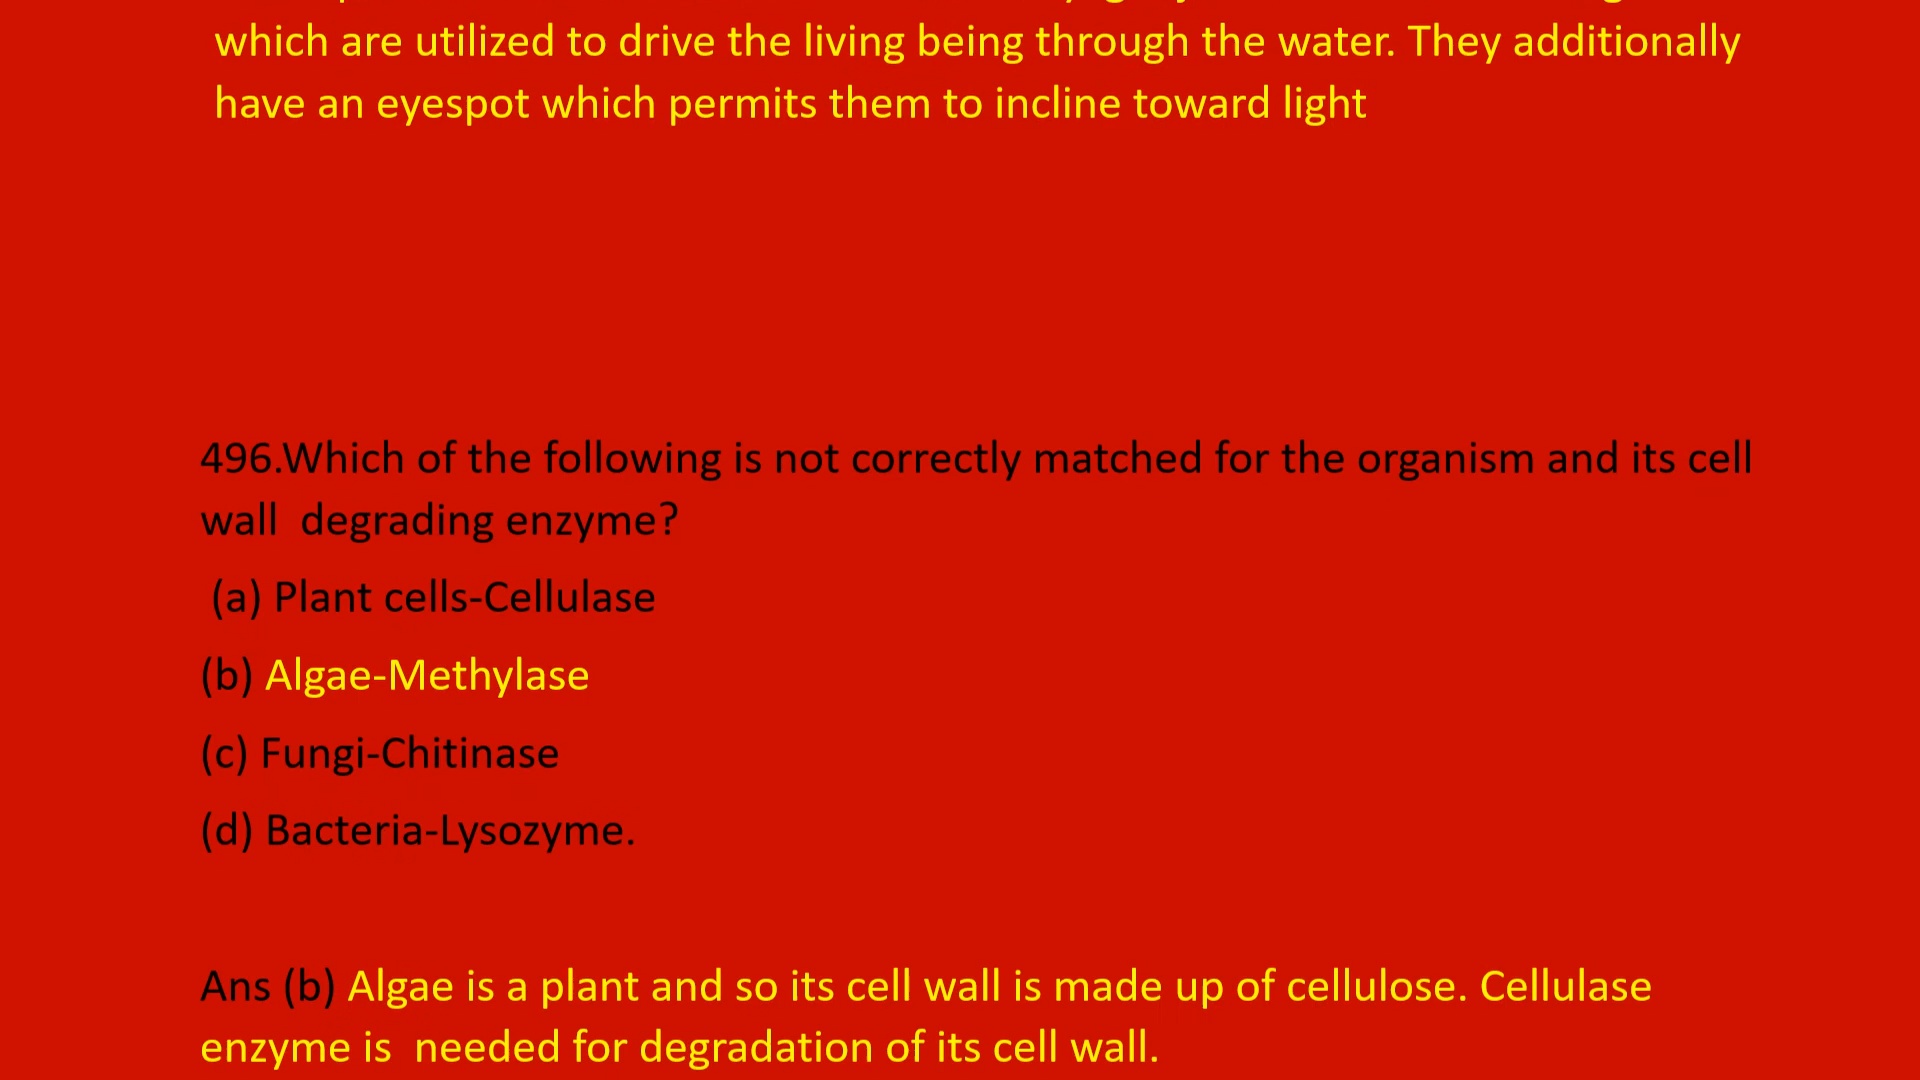 which are utilized to drive the living being through the water. They additionally
have an eyespot which permits them to incline toward light
496.Which of the following is not correctly matched for the organism and its cell
wall  degrading enzyme?
(a) Plant cells-Cellulase
(b) Algae-Methylase
(c) Fungi-Chitinase
(d) Bacteria-Lysozyme.
Ans (b) Algae is a plant and so its cell wall is made up of cellulose. Cellulase
enzyme is  needed for degradation of its cell wall.